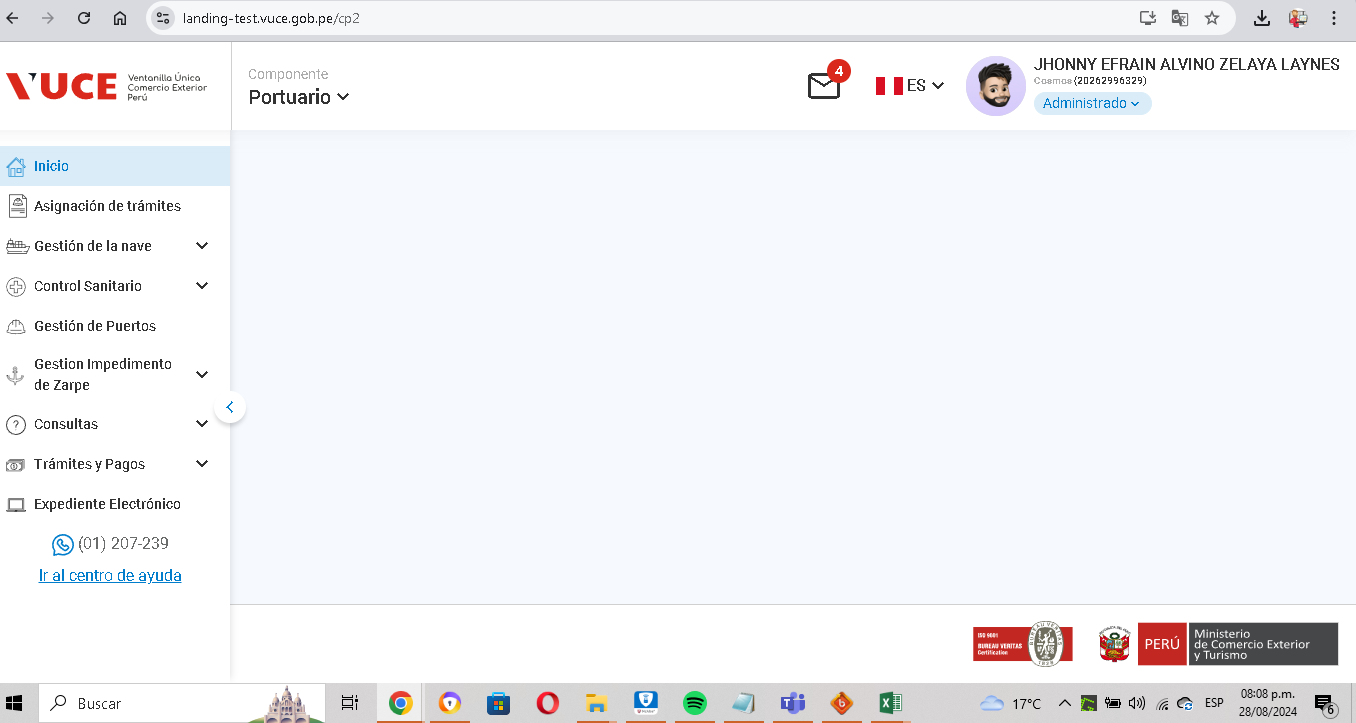 landing-test.vuce.gob.pe/cp2
VUCE
Ventanilla Única
Comercio Exterior
Perú
Componente
Portuario
4
ES
JHONNY EFRAIN ALVINO ZELAYA LAYNES
Cosmos (20262996329)
Administrado
Inicio
Asignación de trámites
Gestión de la nave
Control Sanitario
Gestión de Puertos
Gestion Impedimento
de Zarpe
Consultas
Trámites y Pagos
Expediente Electrónico
(01) 207-239
Ir al centro de ayuda
ISO 9001
BUREAU VERITAS
Certification
BUREAU VERITAS
1828
PERÚ
Ministerio
de Comercio Exterior
y Turismo
Buscar
17°C
ESP
08:08 p.m.
28/08/2024
6